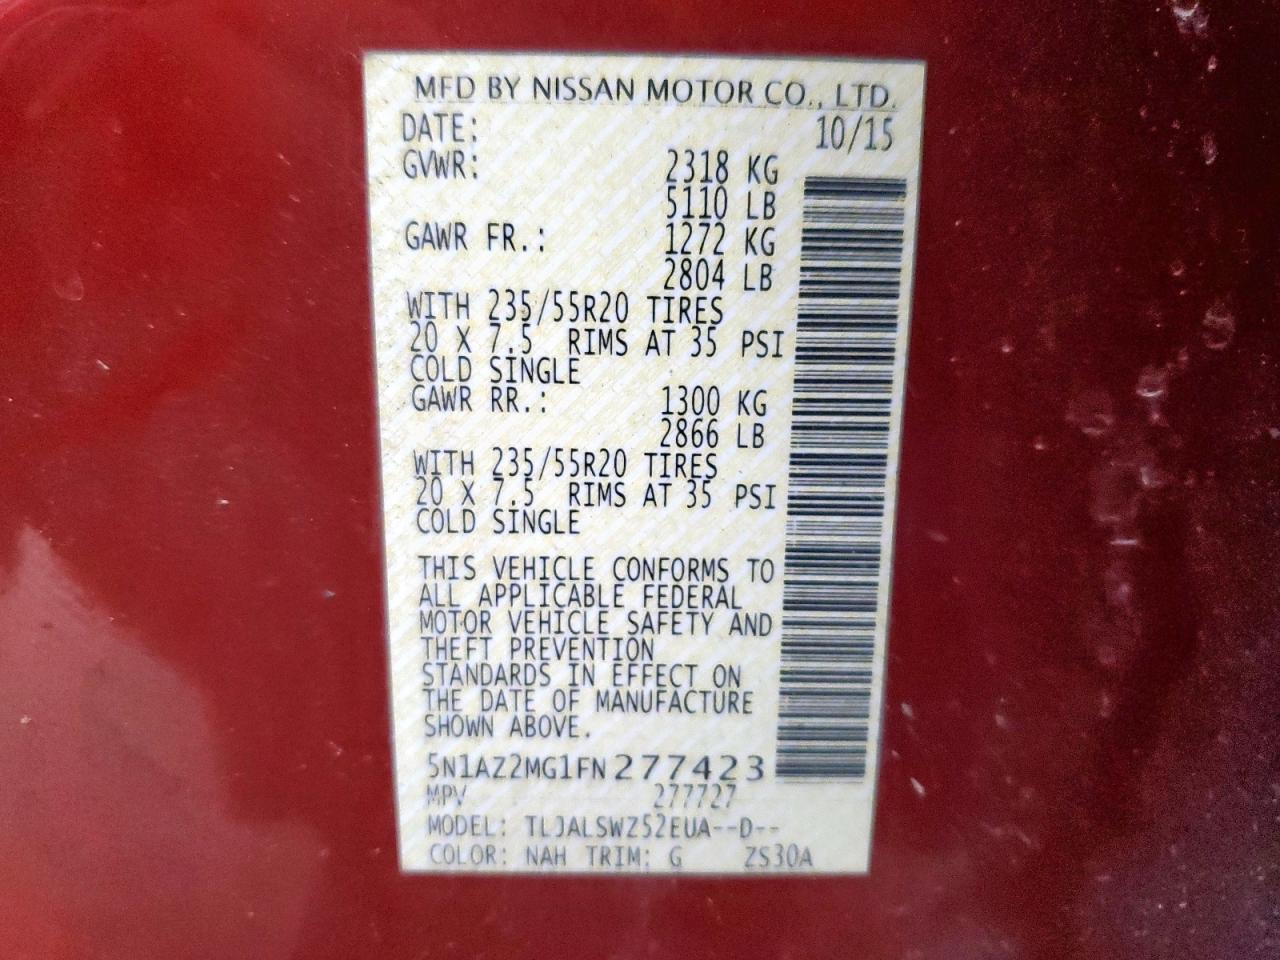 MFD BY NISSAN MOTOR CO., LTD.
DATE: 10/15
GVWR: 2318 KG
5110 LB
GAWR FR.: 1272 KG
2804 LB
WITH 235/55R20 TIRES
20 X 7.5 RIMS AT 35 PSI
COLD SINGLE
GAWR RR.: 1300 KG
2866 LB
WITH 235/55R20 TIRES
20 X 7.5 RIMS AT 35 PSI
COLD SINGLE
THIS VEHICLE CONFORMS TO
ALL APPLICABLE FEDERAL
MOTOR VEHICLE SAFETY AND
THEFT PREVENTION
STANDARDS IN EFFECT ON
THE DATE OF MANUFACTURE
SHOWN ABOVE.
5N1AZ2MG1FN277423
MPV 277727
MODEL: TLJALSWZ52EUA--D--
COLOR: NAH TRIM: G ZS30A